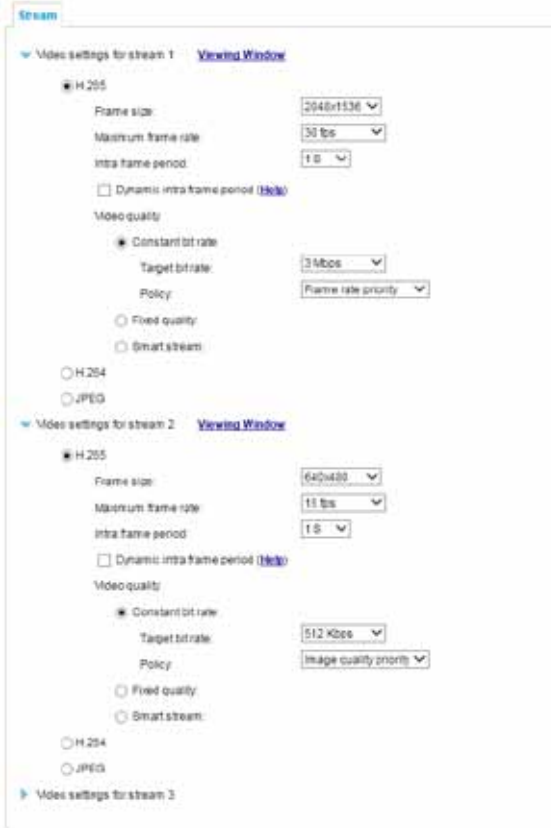 Stream
Video settings for stream 1 Viewing Window
H.265
Frame size: 2048x1536
Maximum frame rate: 30 fps
Intra frame period: 1 S
Dynamic intra frame period (Help)
Video quality
Constant bit rate:
Target bit rate: 3 Mbps
Policy: Frame rate priority
Fixed quality:
Smart stream:
H.264
JPEG
Video settings for stream 2 Viewing Window
H.265
Frame size: 640x480
Maximum frame rate: 15 fps
Intra frame period: 1 S
Dynamic intra frame period (Help)
Video quality
Constant bit rate:
Target bit rate: 512 Kbps
Policy: Image quality priority
Fixed quality:
Smart stream:
H.264
JPEG
Video settings for stream 3